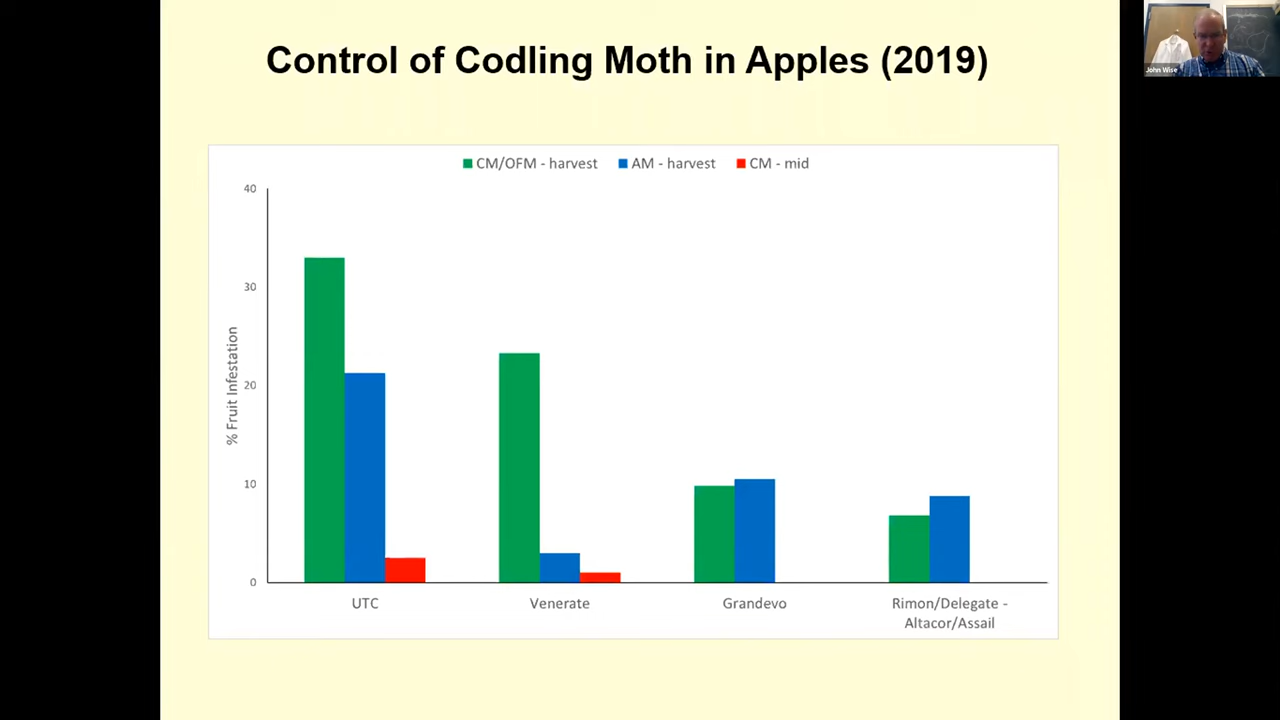 Control of Codling Moth in Apples (2019)
John Wise
CM/OFM - harvest AM - harvest CM - mid
40
30
20
10
0
% Fruit Infestation
UTC Venerate Grandevo Rimon/Delegate -
Altacor/Assail